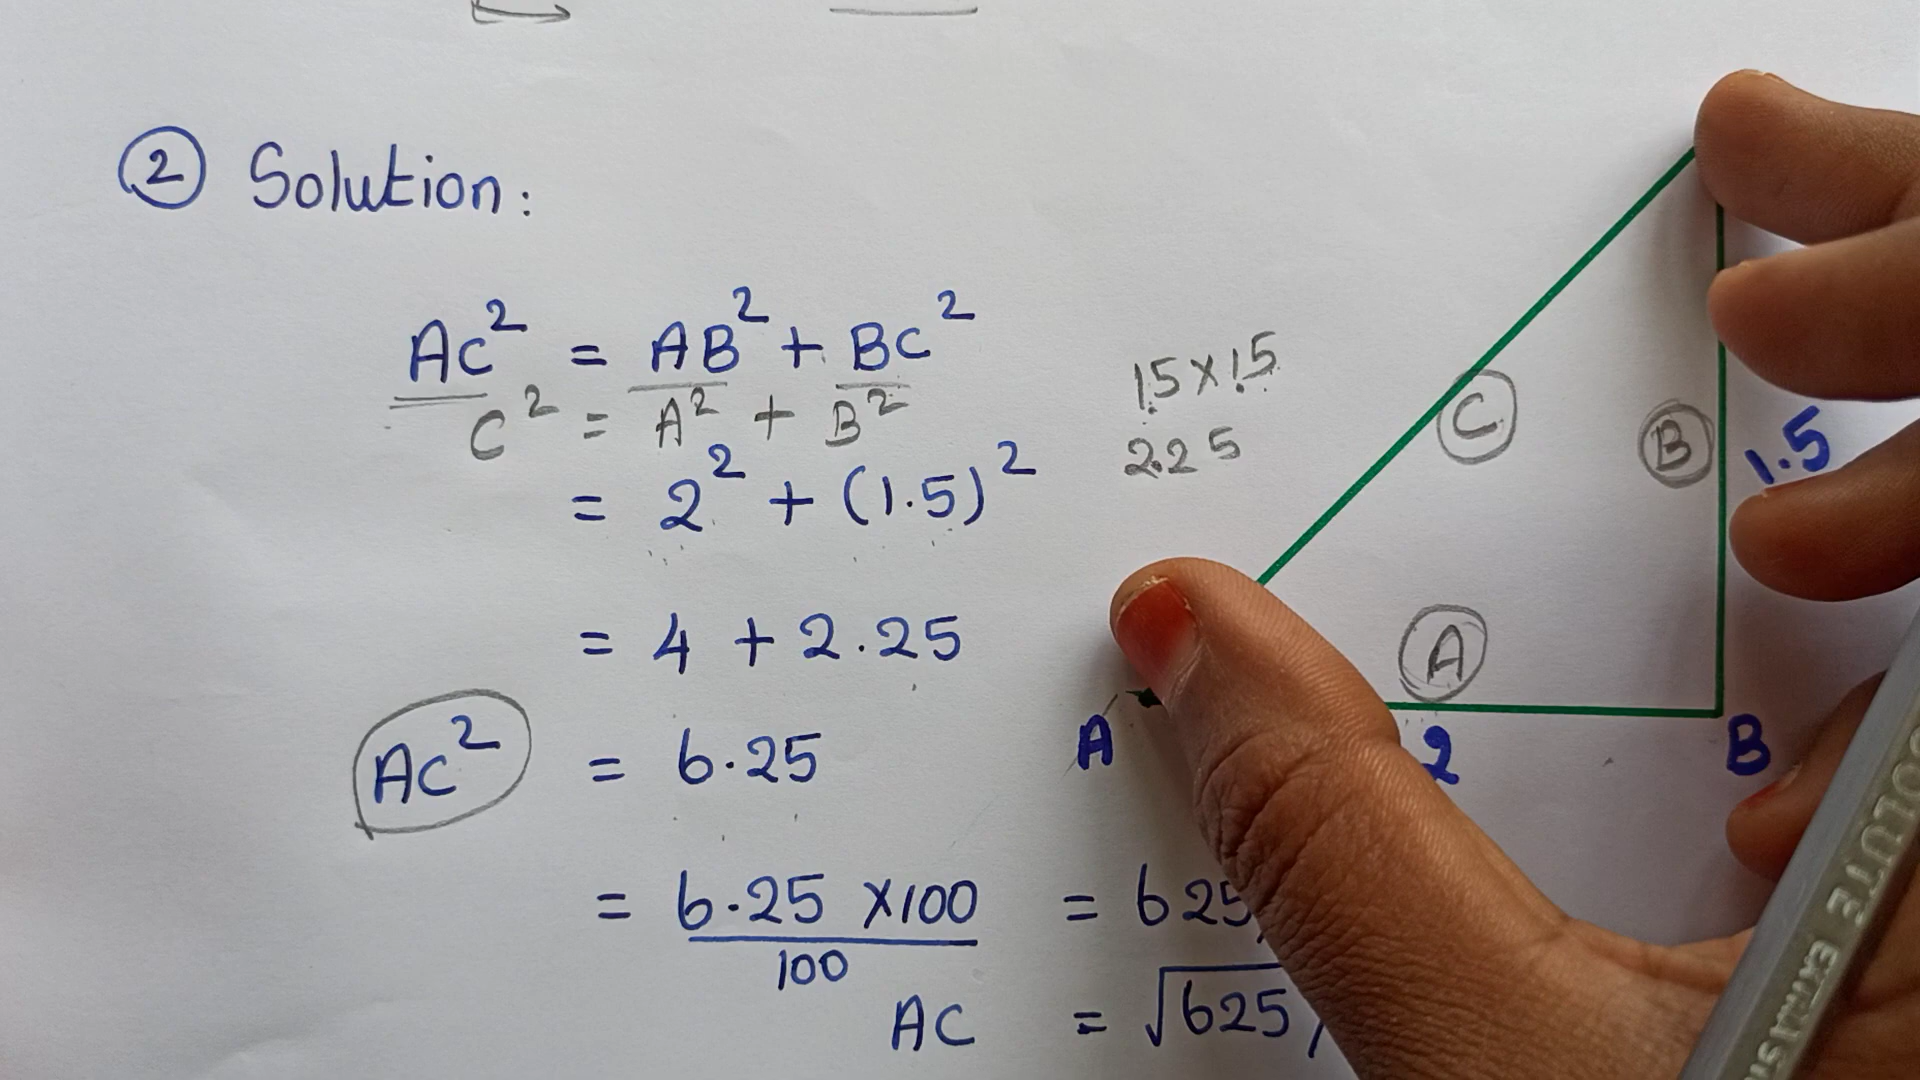 ② Solution:
AC² = AB² + BC²
C² = A² + B²
= 2² + (1.5)²
1.5 × 1.5
2.25
= 4 + 2.25
AC² = 6.25
= 6.25 × 100 / 100 = 625
AC = √625
C
B
1.5
A
A
2
B